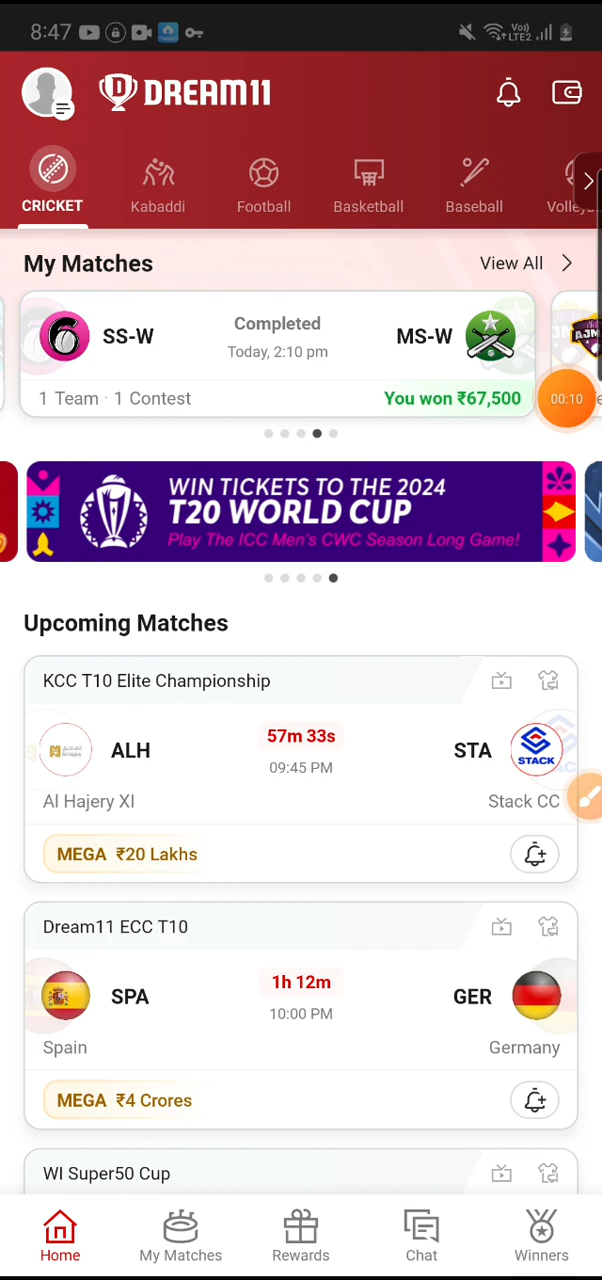 8:47
Vo))
LTE2
DREAM11
CRICKET
Kabaddi
Football
Basketball
Baseball
My Matches
View All
SS-W
Completed
MS-W
Today, 2:10 pm
1 Team · 1 Contest
You won ₹67,500
00:10
WIN TICKETS TO THE 2024
T20 WORLD CUP
Play The ICC Men's CWC Season Long Game!
Upcoming Matches
KCC T10 Elite Championship
ALH
57m 33s
STA
STACK
09:45 PM
Al Hajery XI
Stack CC
MEGA ₹20 Lakhs
Dream11 ECC T10
SPA
1h 12m
GER
10:00 PM
Spain
Germany
MEGA ₹4 Crores
WI Super50 Cup
Home
My Matches
Rewards
Chat
Winners